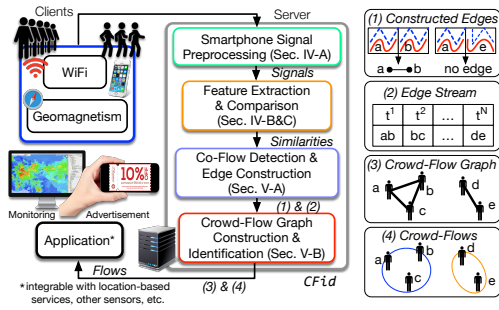 Clients
Server
WiFi
Geomagnetism
Smartphone Signal
Preprocessing (Sec. IV-A)
Signals
Feature Extraction
& Comparison
(Sec. IV-B&C)
Similarities
Co-Flow Detection &
Edge Construction
(Sec. V-A)
(1) & (2)
Crowd-Flow Graph
Construction &
Identification (Sec. V-B)
CFid
10%
Monitoring
Advertisement
Application*
Flows
(3) & (4)
*integrable with location-based
services, other sensors, etc.
(1) Constructed Edges
a b a e
a b no edge
(2) Edge Stream
t1 t2 ... tN
ab bc ... de
(3) Crowd-Flow Graph
a b c d e
(4) Crowd-Flows
a b c d e